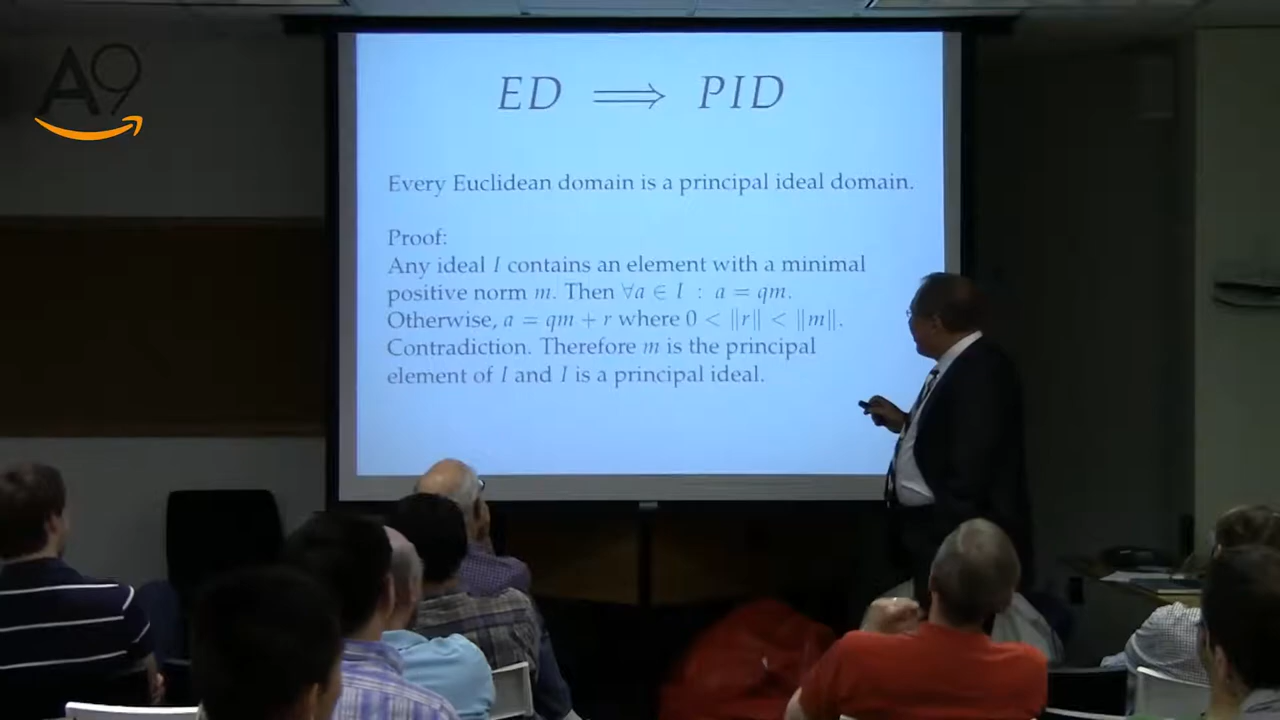 A9
ED ⟹ PID
Every Euclidean domain is a principal ideal domain.
Proof:
Any ideal I contains an element with a minimal
positive norm m. Then ∀a ∈ I : a = qm.
Otherwise, a = qm + r where 0 < ‖r‖ < ‖m‖.
Contradiction. Therefore m is the principal
element of I and I is a principal ideal.